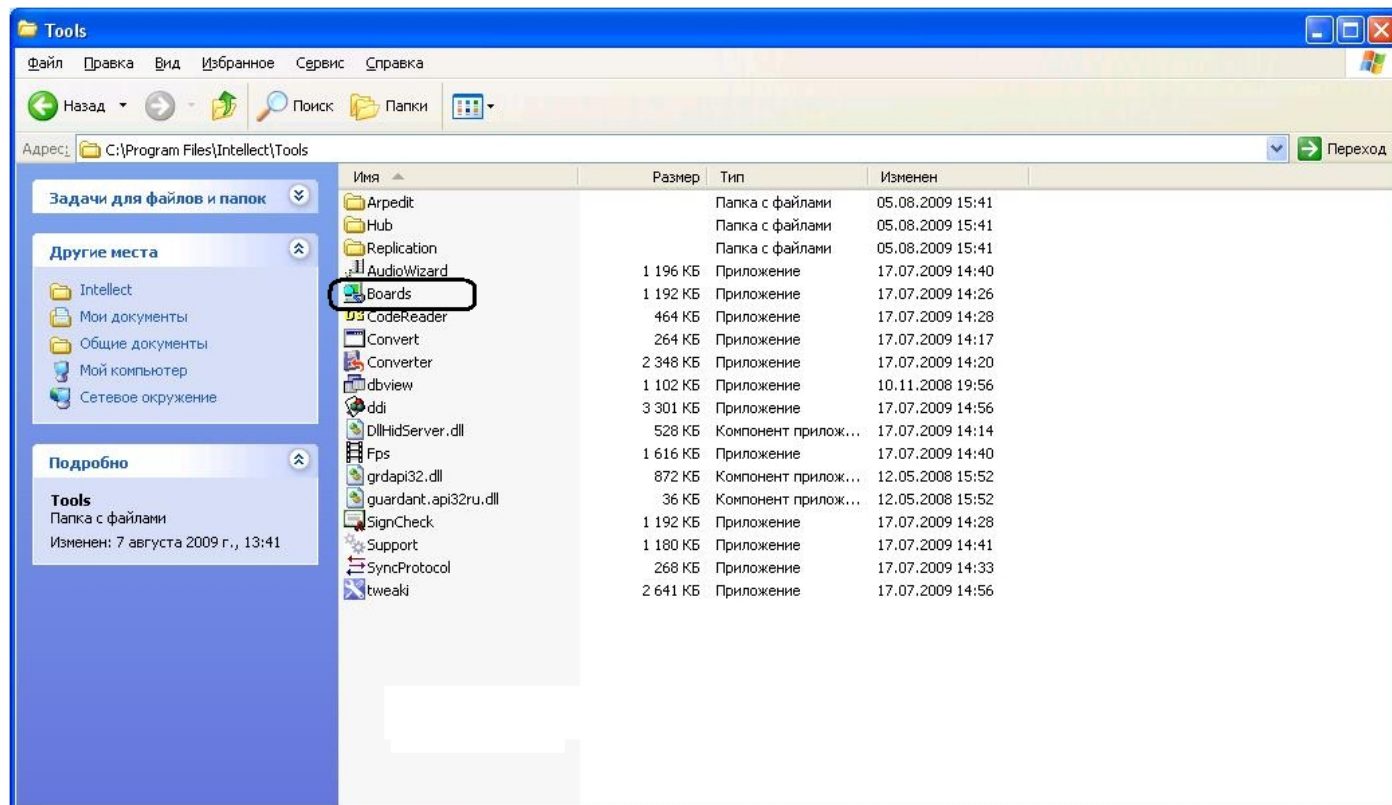 Tools
Файл Правка Вид Избранное Сервис Справка
Назад Поиск Папки
Адрес: C:\Program Files\Intellect\Tools Переход
Задачи для файлов и папок
Другие места
Intellect
Мои документы
Общие документы
Мой компьютер
Сетевое окружение
Подробно
Tools
Папка с файлами
Изменен: 7 августа 2009 г., 13:41
Имя Размер Тип Изменен
Arpedit Папка с файлами 05.08.2009 15:41
Hub Папка с файлами 05.08.2009 15:41
Replication Папка с файлами 05.08.2009 15:41
AudioWizard 1 196 КБ Приложение 17.07.2009 14:40
Boards 1 192 КБ Приложение 17.07.2009 14:26
CodeReader 464 КБ Приложение 17.07.2009 14:28
Convert 264 КБ Приложение 17.07.2009 14:17
Converter 2 348 КБ Приложение 17.07.2009 14:20
dbview 1 102 КБ Приложение 10.11.2008 19:56
ddi 3 301 КБ Приложение 17.07.2009 14:56
DllHidServer.dll 528 КБ Компонент прилож... 17.07.2009 14:14
Fps 1 616 КБ Приложение 17.07.2009 14:40
grdapi32.dll 872 КБ Компонент прилож... 12.05.2008 15:52
guardant.api32ru.dll 36 КБ Компонент прилож... 12.05.2008 15:52
SignCheck 1 192 КБ Приложение 17.07.2009 14:28
Support 1 180 КБ Приложение 17.07.2009 14:41
SyncProtocol 268 КБ Приложение 17.07.2009 14:33
tweaki 2 641 КБ Приложение 17.07.2009 14:56